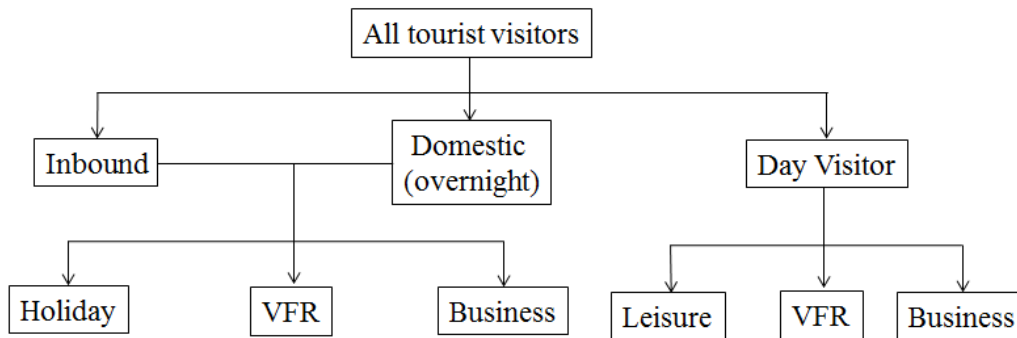 All tourist visitors
Inbound
Domestic
(overnight)
Day Visitor
Holiday
VFR
Business
Leisure
VFR
Business